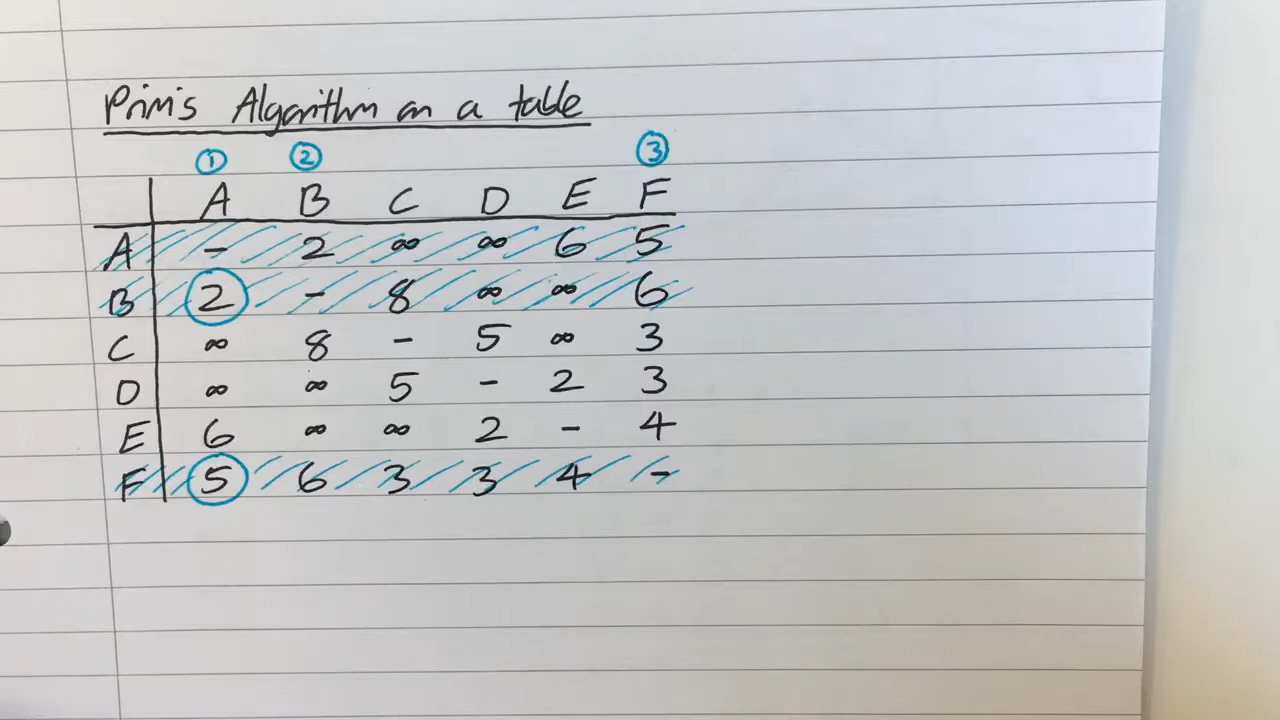 Prim's Algorithm on a table
① ② ③
A B C D E F
A - 2 ∞ ∞ 6 5
B 2 - 8 ∞ ∞ 6
C ∞ 8 - 5 ∞ 3
D ∞ ∞ 5 - 2 3
E 6 ∞ ∞ 2 - 4
F 5 6 3 3 4 -